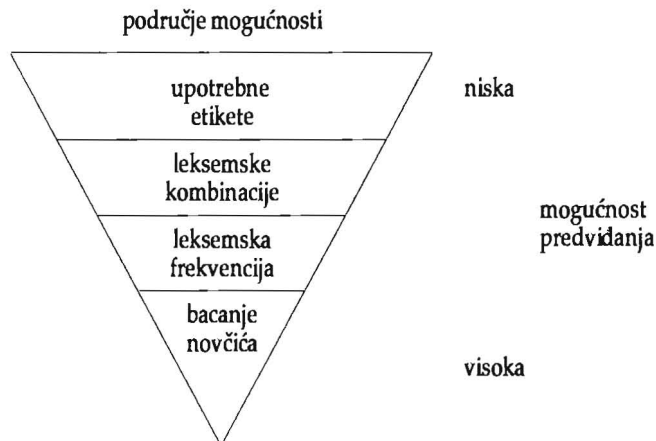 područje mogućnosti
upotrebne
etikete
niska
leksemske
kombinacije
mogućnost
predviđanja
leksemska
frekvencija
bacanje
novčića
visoka